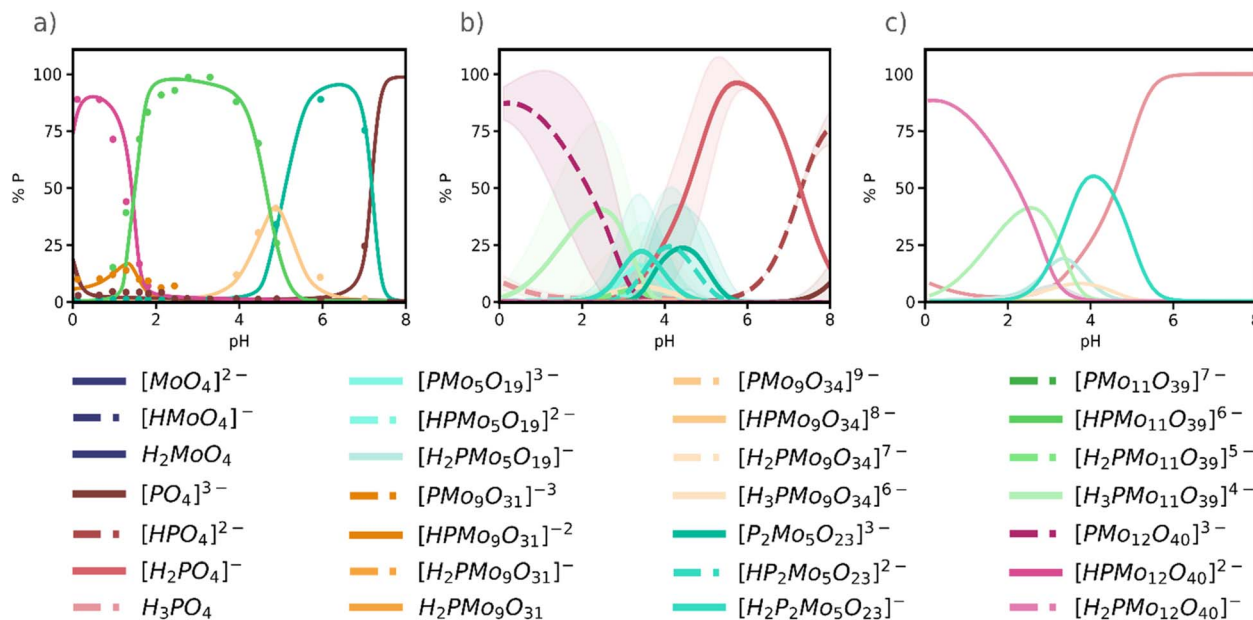 a)
b)
c)
100
75
50
25
0
% P
0
2
4
6
8
pH
100
75
50
25
0
% P
0
2
4
6
8
pH
100
75
50
25
0
% P
0
2
4
6
8
pH
[MoO₄]²⁻
[HMoO₄]⁻
H₂MoO₄
[PO₄]³⁻
[HPO₄]²⁻
[H₂PO₄]⁻
H₃PO₄
[PMo₅O₁₉]³⁻
[HPMo₅O₁₉]²⁻
[H₂PMo₅O₁₉]⁻
[PMo₉O₃₁]⁻³
[HPMo₉O₃₁]⁻²
[H₂PMo₉O₃₁]⁻
H₂PMo₉O₃₁
[PMo₉O₃₄]⁹⁻
[HPMo₉O₃₄]⁸⁻
[H₂PMo₉O₃₄]⁷⁻
[H₃PMo₉O₃₄]⁶⁻
[P₂Mo₅O₂₃]³⁻
[HP₂Mo₅O₂₃]²⁻
[H₂P₂Mo₅O₂₃]⁻
[PMo₁₁O₃₉]⁷⁻
[HPMo₁₁O₃₉]⁶⁻
[H₂PMo₁₁O₃₉]⁵⁻
[H₃PMo₁₁O₃₉]⁴⁻
[PMo₁₂O₄₀]³⁻
[HPMo₁₂O₄₀]²⁻
[H₂PMo₁₂O₄₀]⁻